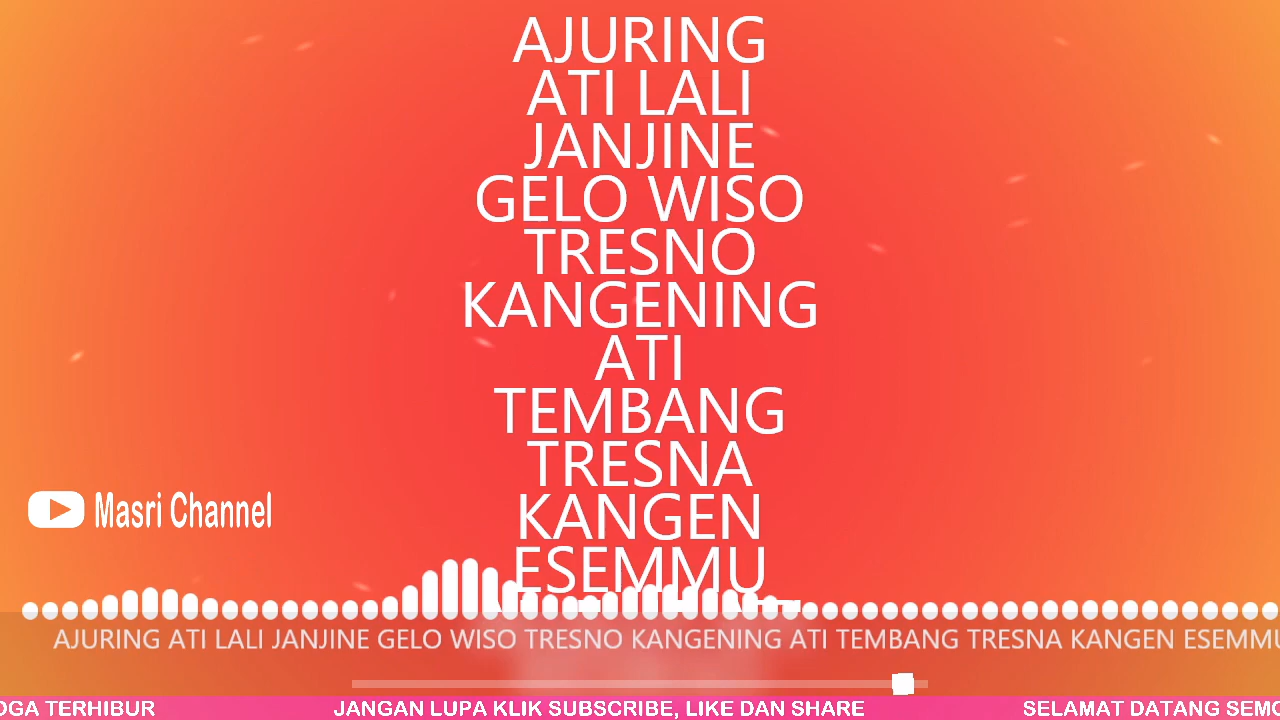 AJURING
ATI LALI
JANJINE
GELO WISO
TRESNO
KANGENING
ATI
TEMBANG
TRESNA
KANGEN
ESEMMU
Masri Channel
AJURING ATI LALI JANJINE GELO WISO TRESNO KANGENING ATI TEMBANG TRESNA KANGEN ESEMMU
TERHIBUR JANGAN LUPA KLIK SUBSCRIBE, LIKE DAN SHARE SELAMAT DATANG